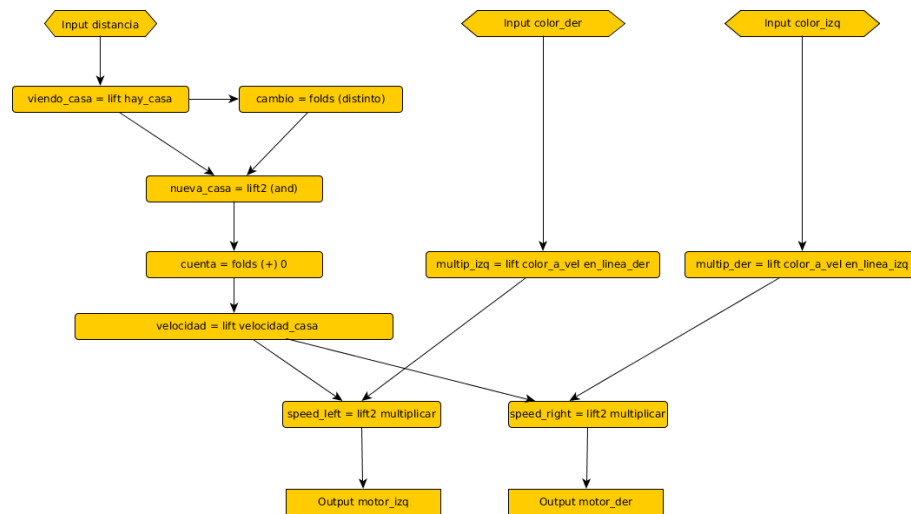 Input distancia
Input color_der
Input color_izq
viendo_casa = lift hay_casa
cambio = folds (distinto)
nueva_casa = lift2 (and)
cuenta = folds (+) 0
multip_izq = lift color_a_vel en_linea_der
multip_der = lift color_a_vel en_linea_izq
velocidad = lift velocidad_casa
speed_left = lift2 multiplicar
speed_right = lift2 multiplicar
Output motor_izq
Output motor_der